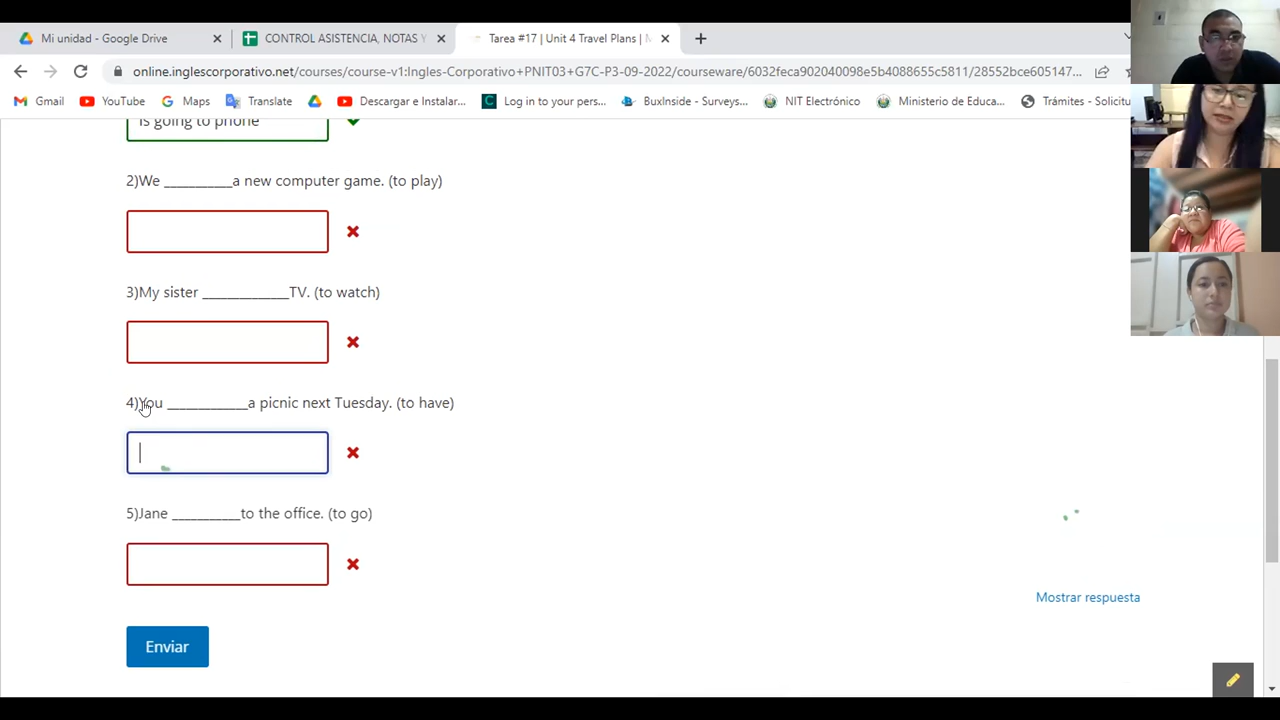 Mi unidad - Google Drive
CONTROL ASISTENCIA, NOTAS Y
Tarea #17 | Unit 4 Travel Plans |
online.inglescorporativo.net/courses/course-v1:Ingles-Corporativo+PNIT03+G7C-P3-09-2022/courseware/6032feca902040098e5b4088655c5811/28552bce605147...
Gmail YouTube Maps Translate Descargar e Instalar... Log in to your pers... BuxInside - Surveys... NIT Electrónico Ministerio de Educa... Trámites - Solicitu
is going to phone
2)We ___________a new computer game. (to play)
3)My sister ______________TV. (to watch)
4)You _____________a picnic next Tuesday. (to have)
5)Jane ___________to the office. (to go)
Mostrar respuesta
Enviar